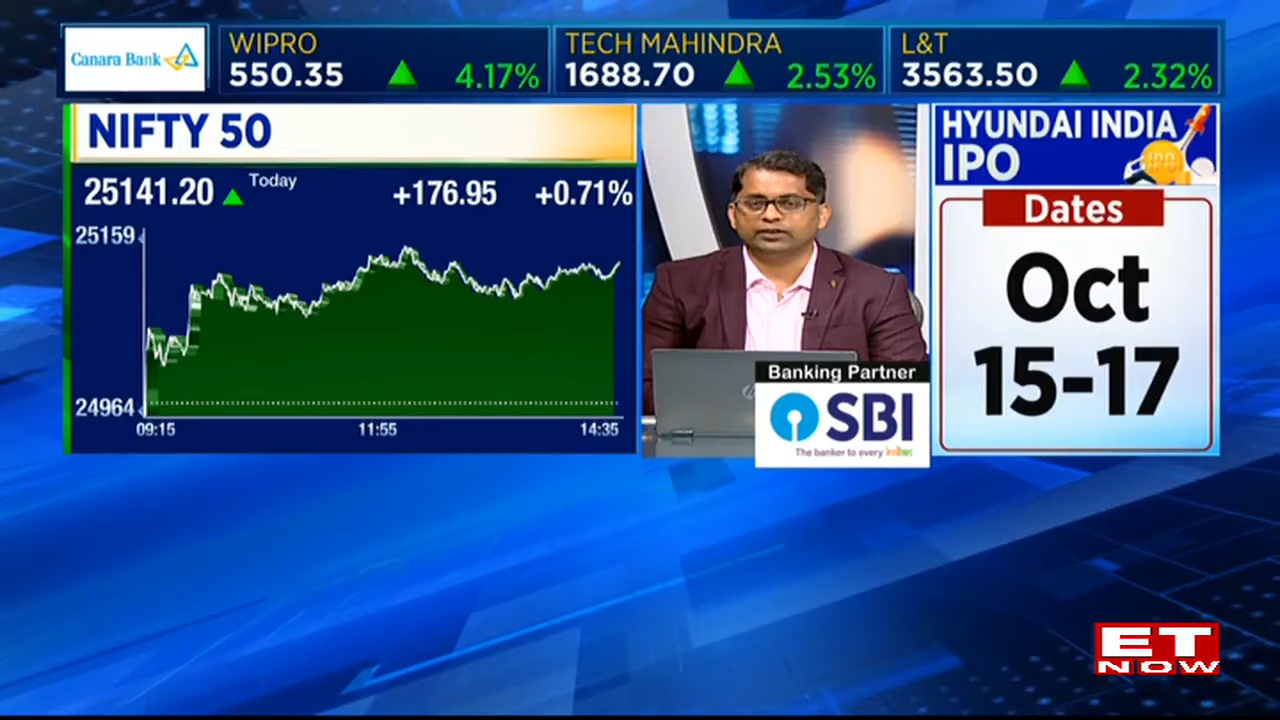 Canara Bank
WIPRO
550.35 4.17%
TECH MAHINDRA
1688.70 2.53%
L&T
3563.50 2.32%
NIFTY 50
25141.20 Today +176.95 +0.71%
25159
24964
09:15 11:55 14:35
HYUNDAI INDIA
IPO
IPO
Dates
Oct
15-17
Banking Partner
SBI
The banker to every Indian
hp
ET
NOW